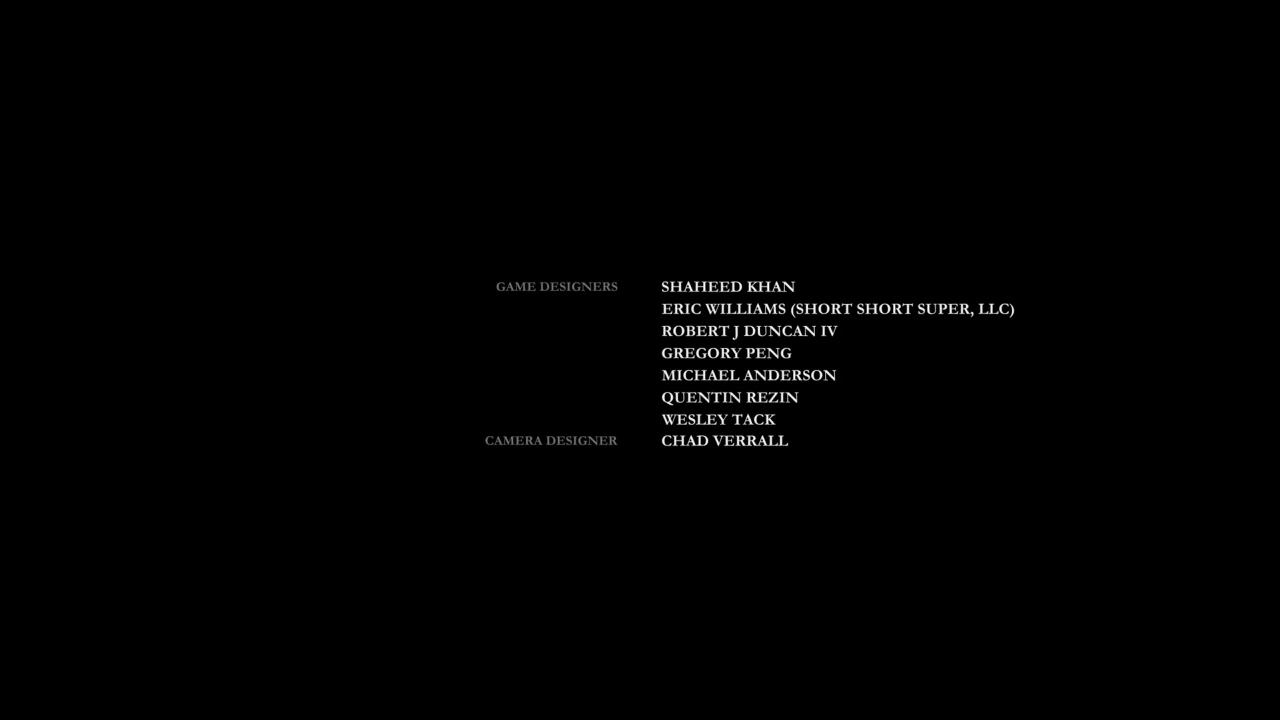 GAME DESIGNERS SHAHEED KHAN
ERIC WILLIAMS (SHORT SHORT SUPER, LLC)
ROBERT J DUNCAN IV
GREGORY PENG
MICHAEL ANDERSON
QUENTIN REZIN
WESLEY TACK
CAMERA DESIGNER CHAD VERRALL